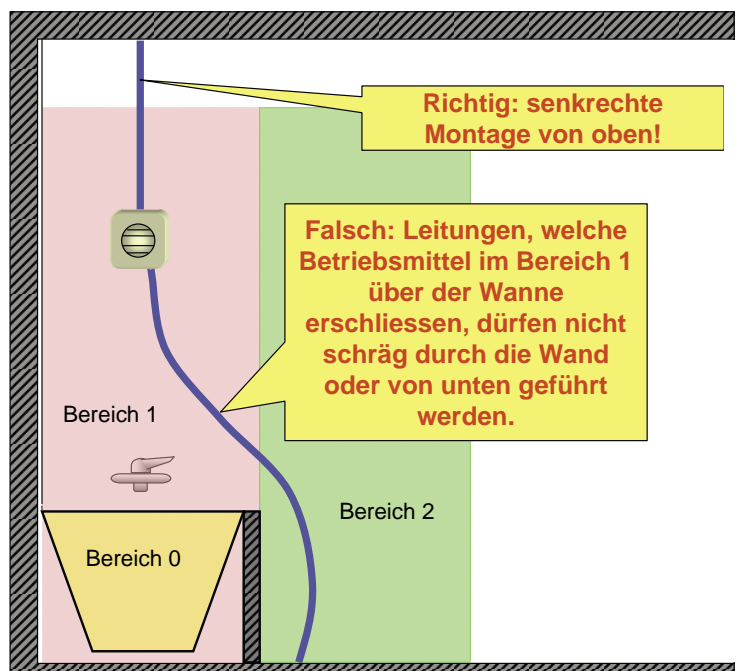 Richtig: senkrechte
Montage von oben!
Falsch: Leitungen, welche
Betriebsmittel im Bereich 1
über der Wanne
erschliessen, dürfen nicht
schräg durch die Wand
oder von unten geführt
werden.
Bereich 1
Bereich 2
Bereich 0